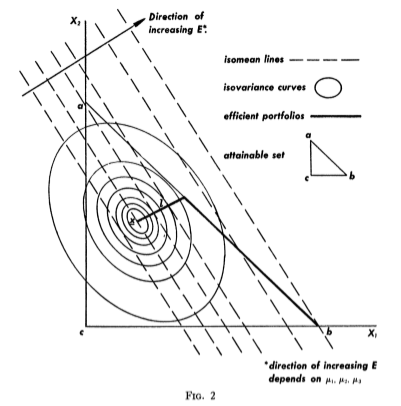 X₂
Direction of
increasing E*.
isomean lines
isovariance curves
efficient portfolios
attainable set
a
c b
a
c
b
X₁
*direction of increasing E
depends on μ₁, μ₂, μ₃
FIG. 2